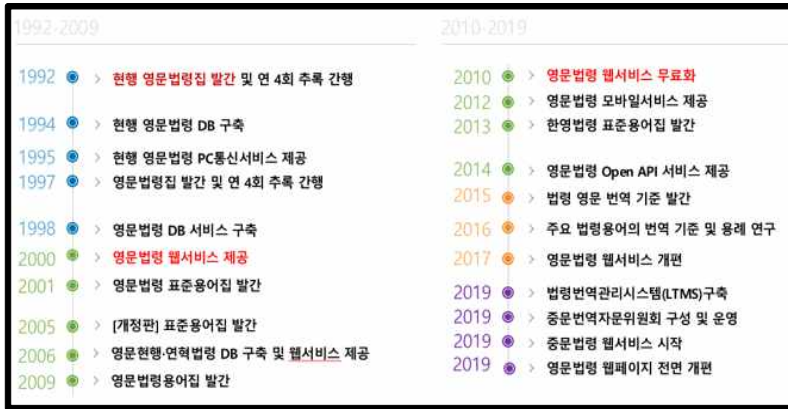 1992-2009
1992 > 현행 영문법령집 발간 및 연 4회 추록 간행
1994 > 현행 영문법령 DB 구축
1995 > 현행 영문법령 PC통신서비스 제공
1997 > 영문법령집 발간 및 연 4회 추록 간행
1998 > 영문법령 DB 서비스 구축
2000 > 영문법령 웹서비스 제공
2001 > 영문법령 표준용어집 발간
2005 > [개정판] 표준용어집 발간
2006 > 영문현행·연혁법령 DB 구축 및 웹서비스 제공
2009 > 영문법령용어집 발간
2010-2019
2010 > 영문법령 웹서비스 무료화
2012 > 영문법령 모바일서비스 제공
2013 > 한영법령 표준용어집 발간
2014 > 영문법령 Open API 서비스 제공
2015 > 법령 영문 번역 기준 발간
2016 > 주요 법령용어의 번역 기준 및 용례 연구
2017 > 영문법령 웹서비스 개편
2019 > 법령번역관리시스템(LTMS)구축
2019 > 중문번역자문위원회 구성 및 운영
2019 > 중문법령 웹서비스 시작
2019 > 영문법령 웹페이지 전면 개편